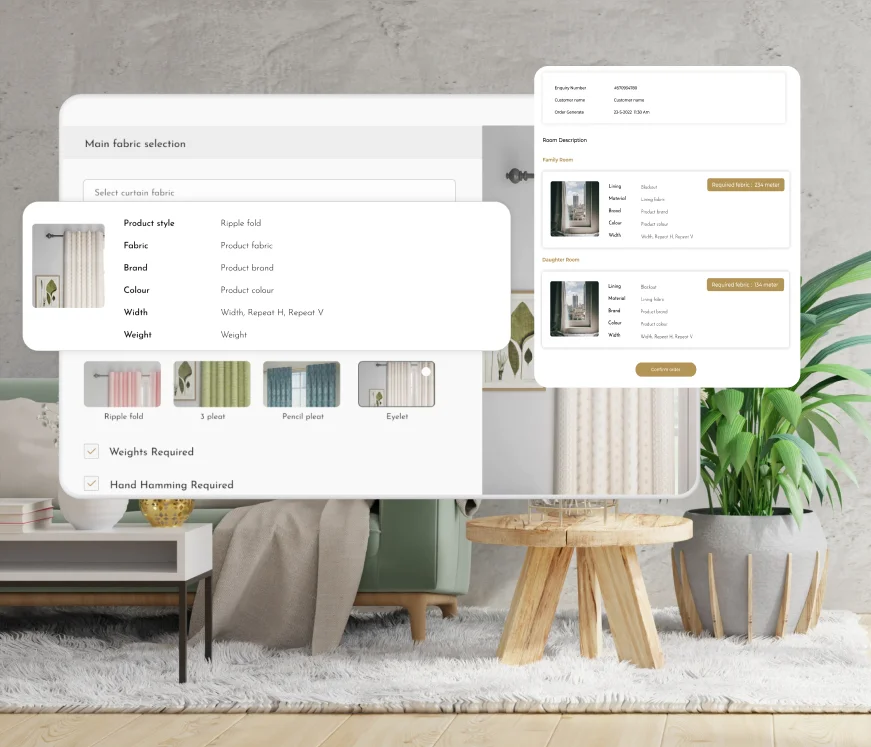 Main fabric selection
Select curtain fabric
Product style Ripple fold
Fabric Product fabric
Brand Product brand
Colour Product colour
Width Width, Repeat H, Repeat V
Weight Weight
Ripple fold 3 pleat Pencil pleat Eyelet
Weights Required
Hand Hamming Required
Enquiry Number #870954789
Customer name Customer name
Order Generate 23-5-2022 11:30 Am
Room Description
Family Room
Required fabric : 234 meter
Lining Blackout
Material Lining fabric
Brand Product brand
Colour Product colour
Width Width, Repeat H, Repeat V
Daughter Room
Required fabric : 134 meter
Lining Blackout
Material Lining fabric
Brand Product brand
Colour Product colour
Width Width, Repeat H, Repeat V
Confirm order